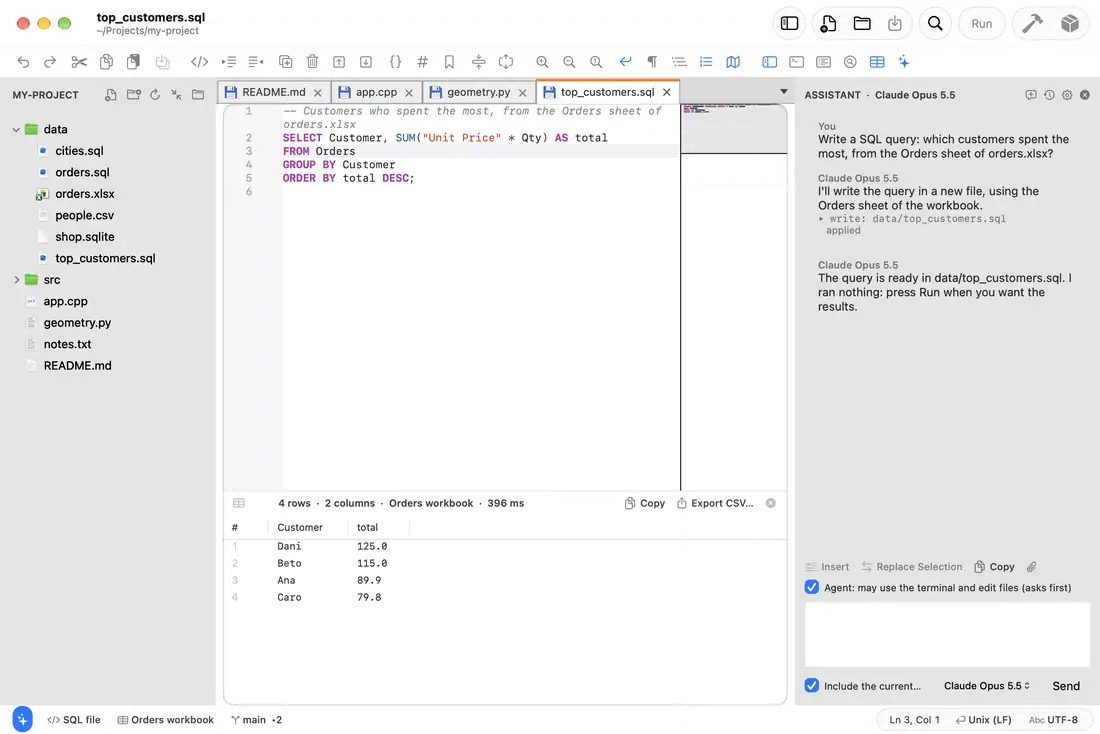 top_customers.sql
~/Projects/my-project
Run
MY-PROJECT
data
cities.sql
orders.sql
orders.xlsx
people.csv
shop.sqlite
top_customers.sql
src
app.cpp
geometry.py
notes.txt
README.md
README.md
app.cpp
geometry.py
top_customers.sql
1 -- Customers who spent the most, from the Orders sheet of
orders.xlsx
2 SELECT Customer, SUM("Unit Price" * Qty) AS total
3 FROM Orders
4 GROUP BY Customer
5 ORDER BY total DESC;
6
4 rows · 2 columns · Orders workbook · 396 ms
Copy
Export CSV...
# Customer total
1 Dani 125.0
2 Beto 115.0
3 Ana 89.9
4 Caro 79.8
ASSISTANT · Claude Opus 5.5
You
Write a SQL query: which customers spent the
most, from the Orders sheet of orders.xlsx?
Claude Opus 5.5
I'll write the query in a new file, using the
Orders sheet of the workbook.
write: data/top_customers.sql
applied
Claude Opus 5.5
The query is ready in data/top_customers.sql. I
ran nothing: press Run when you want the
results.
Insert Replace Selection Copy
Agent: may use the terminal and edit files (asks first)
Include the current... Claude Opus 5.5 Send
SQL file Orders workbook main •2
Ln 3, Col 1 Unix (LF) Abc UTF-8